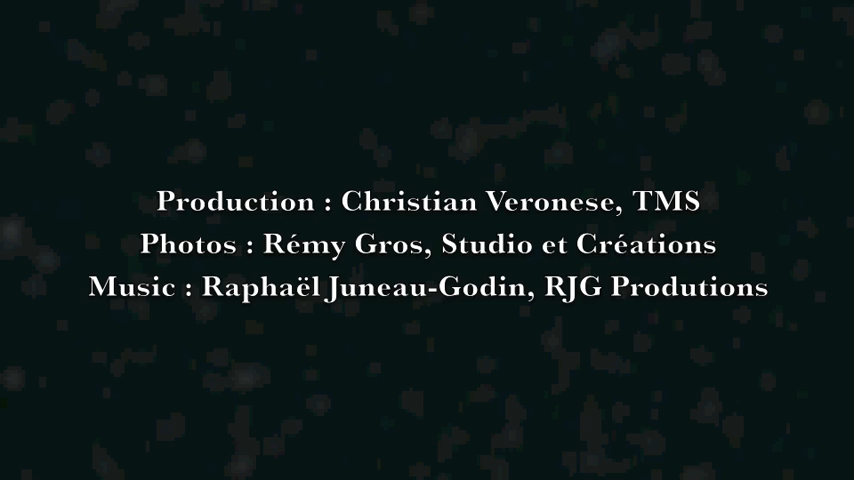 Production : Christian Veronese, TMS
Photos : Rémy Gros, Studio et Créations
Music : Raphaël Juneau-Godin, RJG Produtions